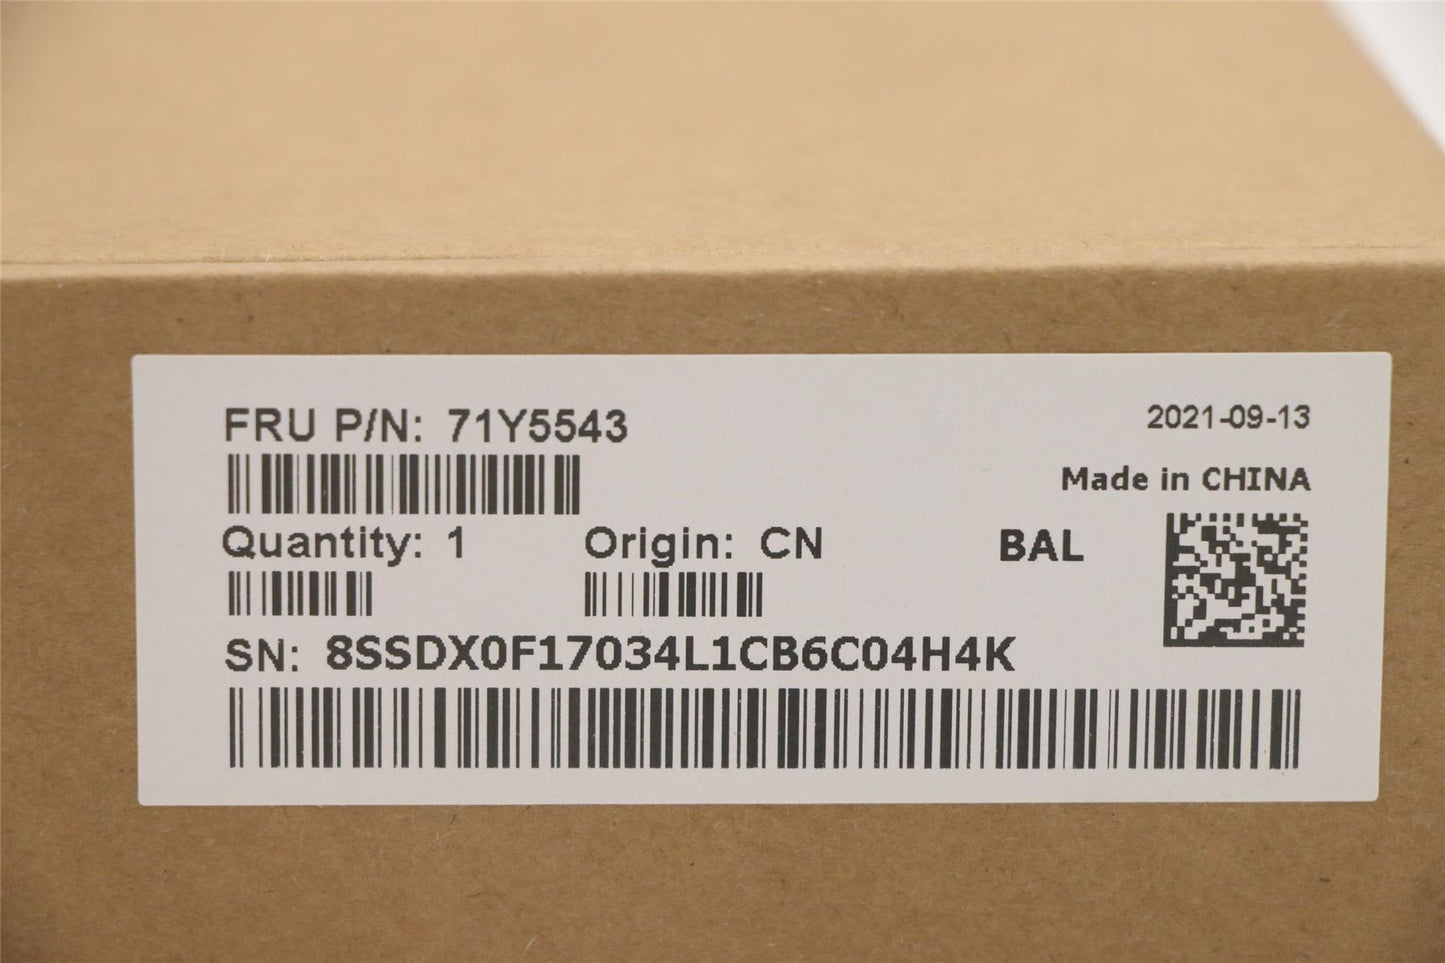 FRU P/N: 71Y5543
2021-09-13
Made in CHINA
Quantity: 1
Origin: CN
BAL
SN: 8SSDX0F17034L1CB6C04H4K